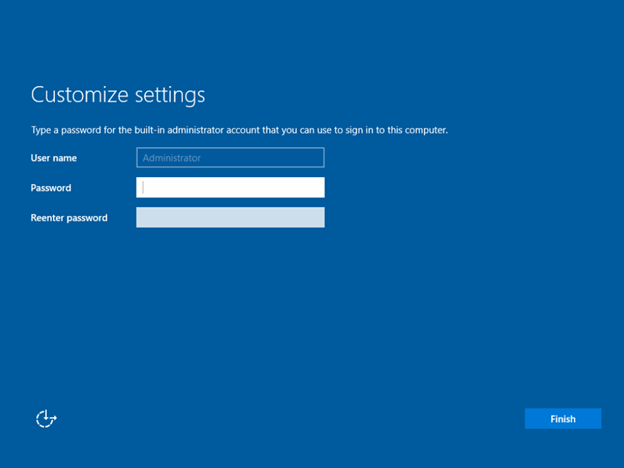 Customize settings
Type a password for the built-in administrator account that you can use to sign in to this computer.
User name
Administrator
Password
Reenter password
Finish